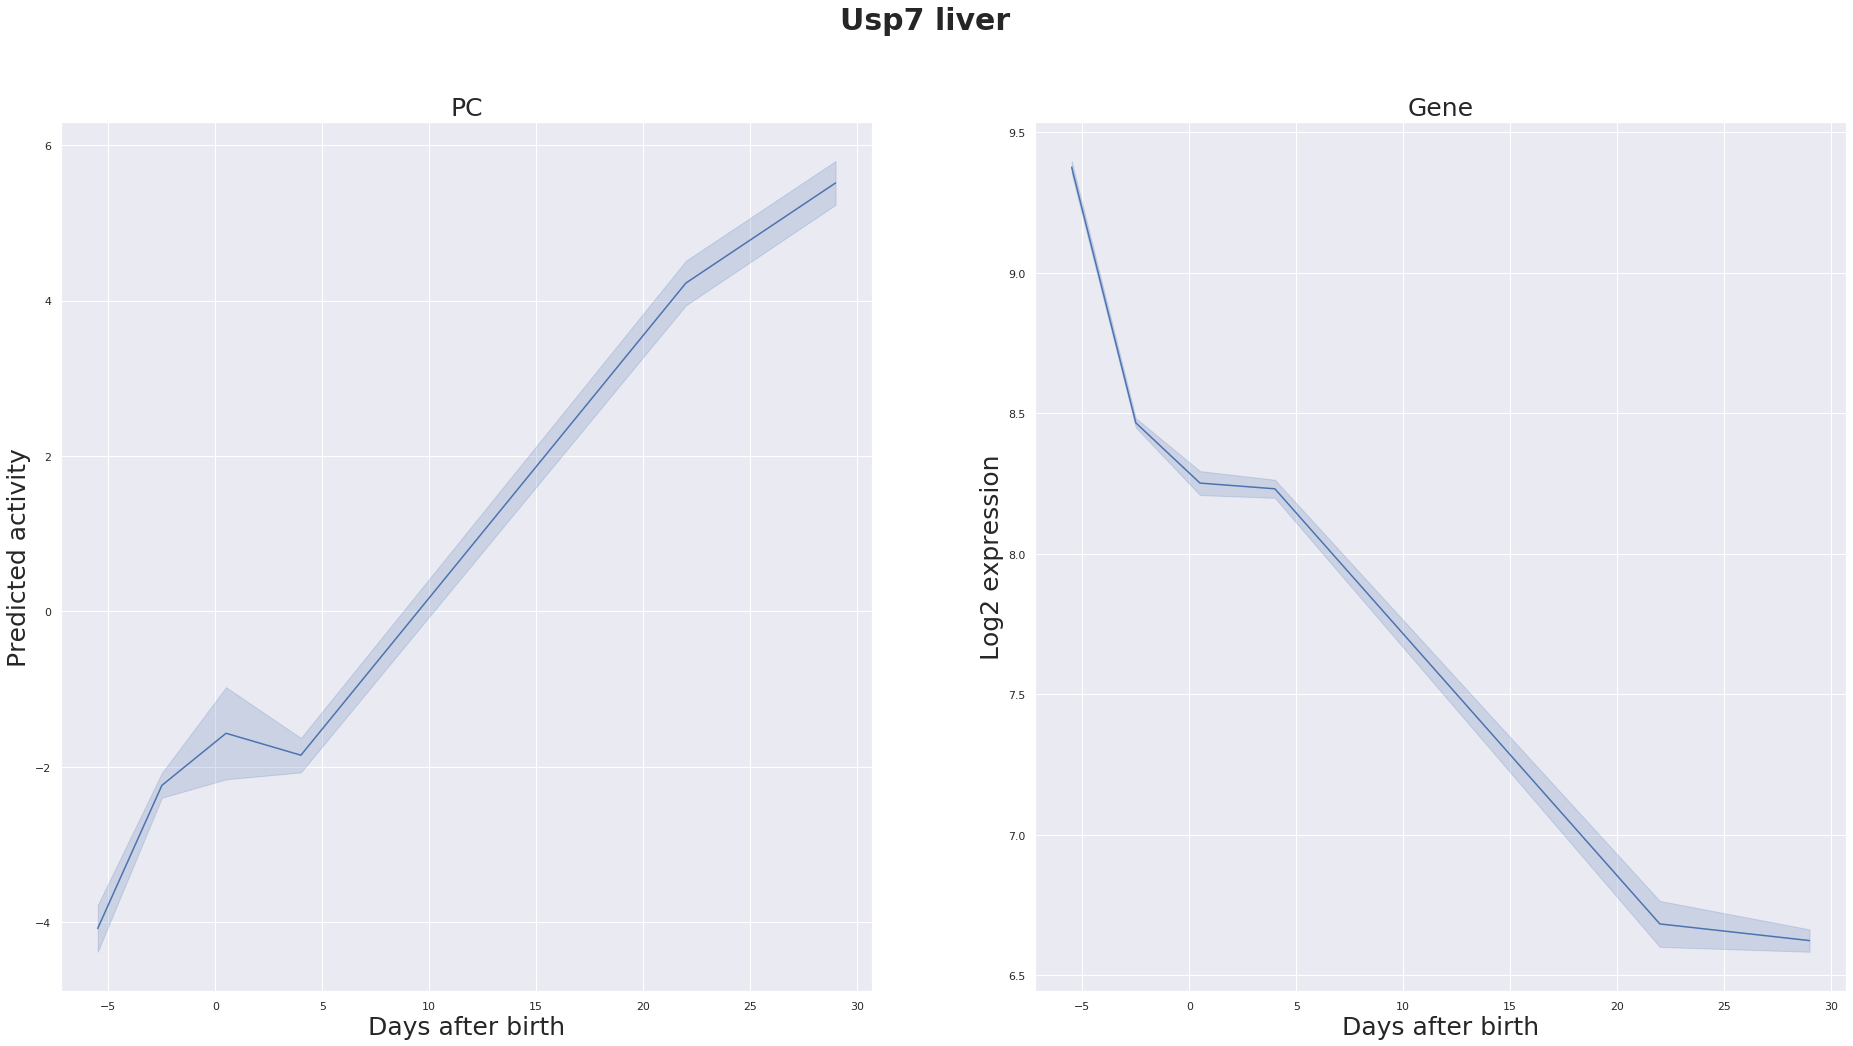 Usp7 liver
PC
Predicted activity
6
4
2
0
−2
−4
−5 0 5 10 15 20 25 30
Days after birth
Gene
Log2 expression
9.5
9.0
8.5
8.0
7.5
7.0
6.5
−5 0 5 10 15 20 25 30
Days after birth